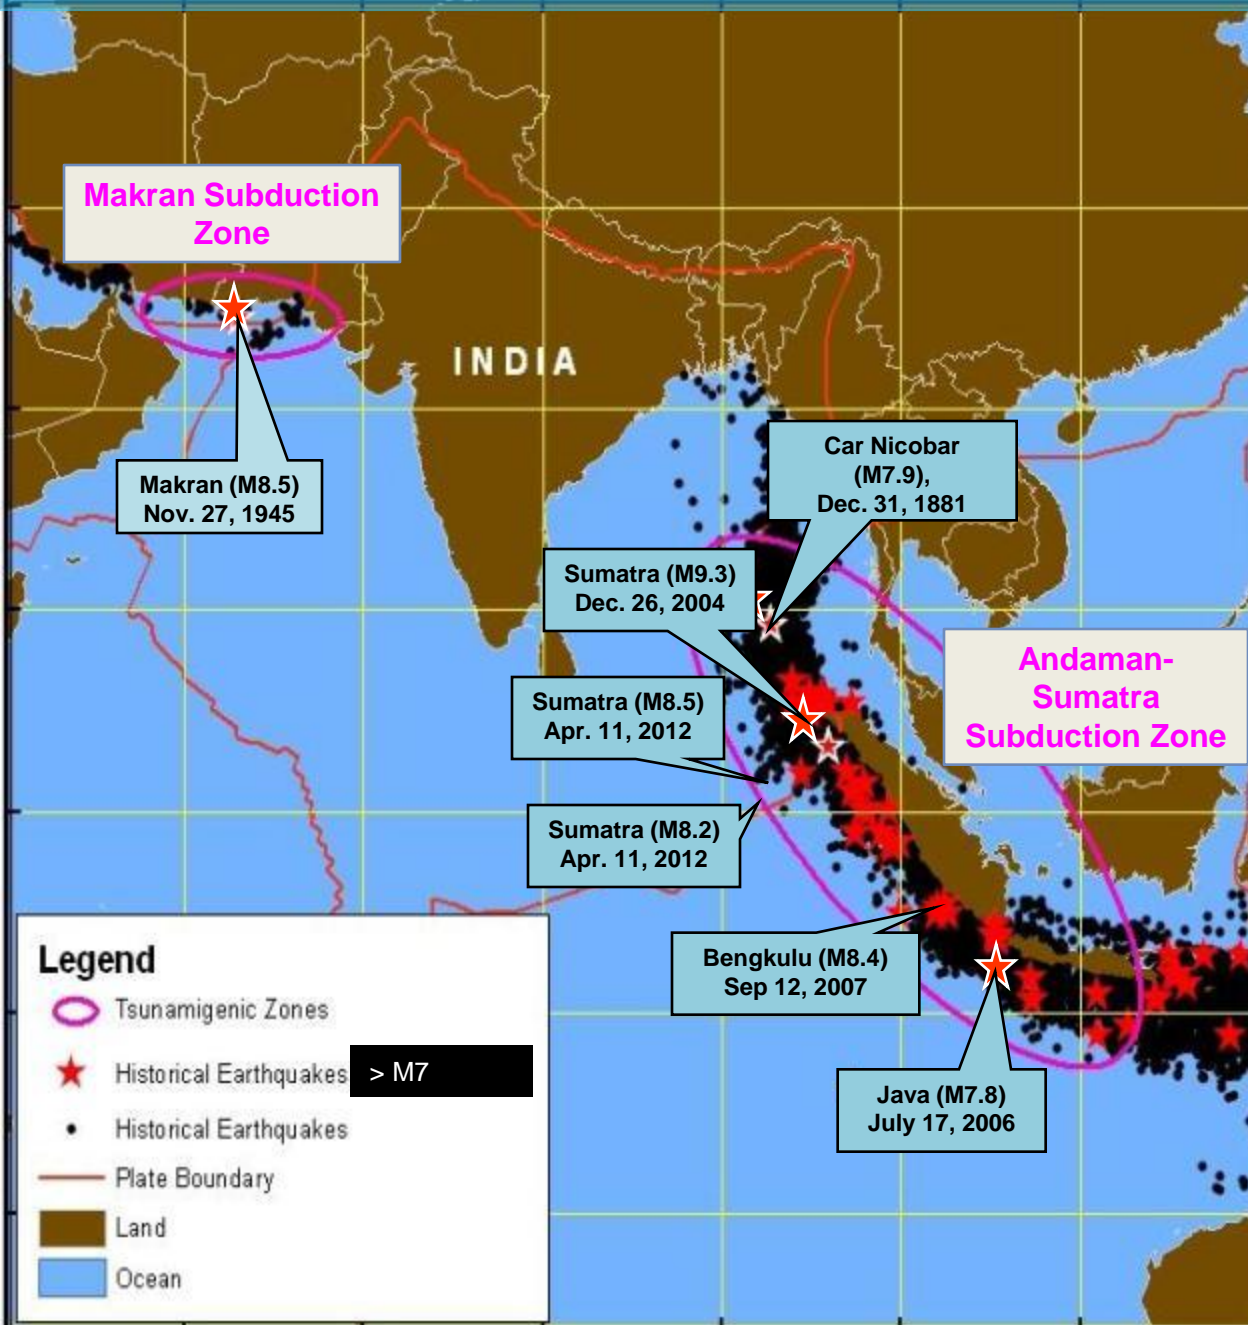 Makran Subduction
Zone
INDIA
Makran (M8.5)
Nov. 27, 1945
Car Nicobar
(M7.9),
Dec. 31, 1881
Sumatra (M9.3)
Dec. 26, 2004
Andaman-
Sumatra
Subduction Zone
Sumatra (M8.5)
Apr. 11, 2012
Sumatra (M8.2)
Apr. 11, 2012
Bengkulu (M8.4)
Sep 12, 2007
Java (M7.8)
July 17, 2006
Legend
Tsunamigenic Zones
Historical Earthquakes > M7
Historical Earthquakes
Plate Boundary
Land
Ocean